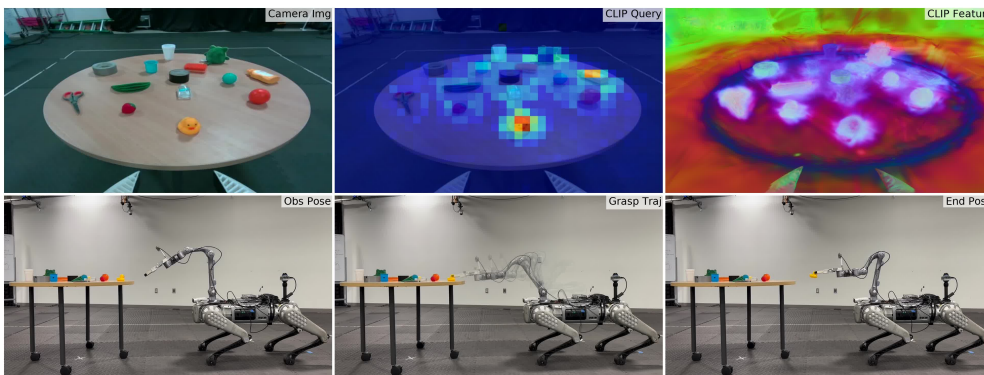 Camera Img
CLIP Query
CLIP Featur
Obs Pose
Grasp Traj
End Pos